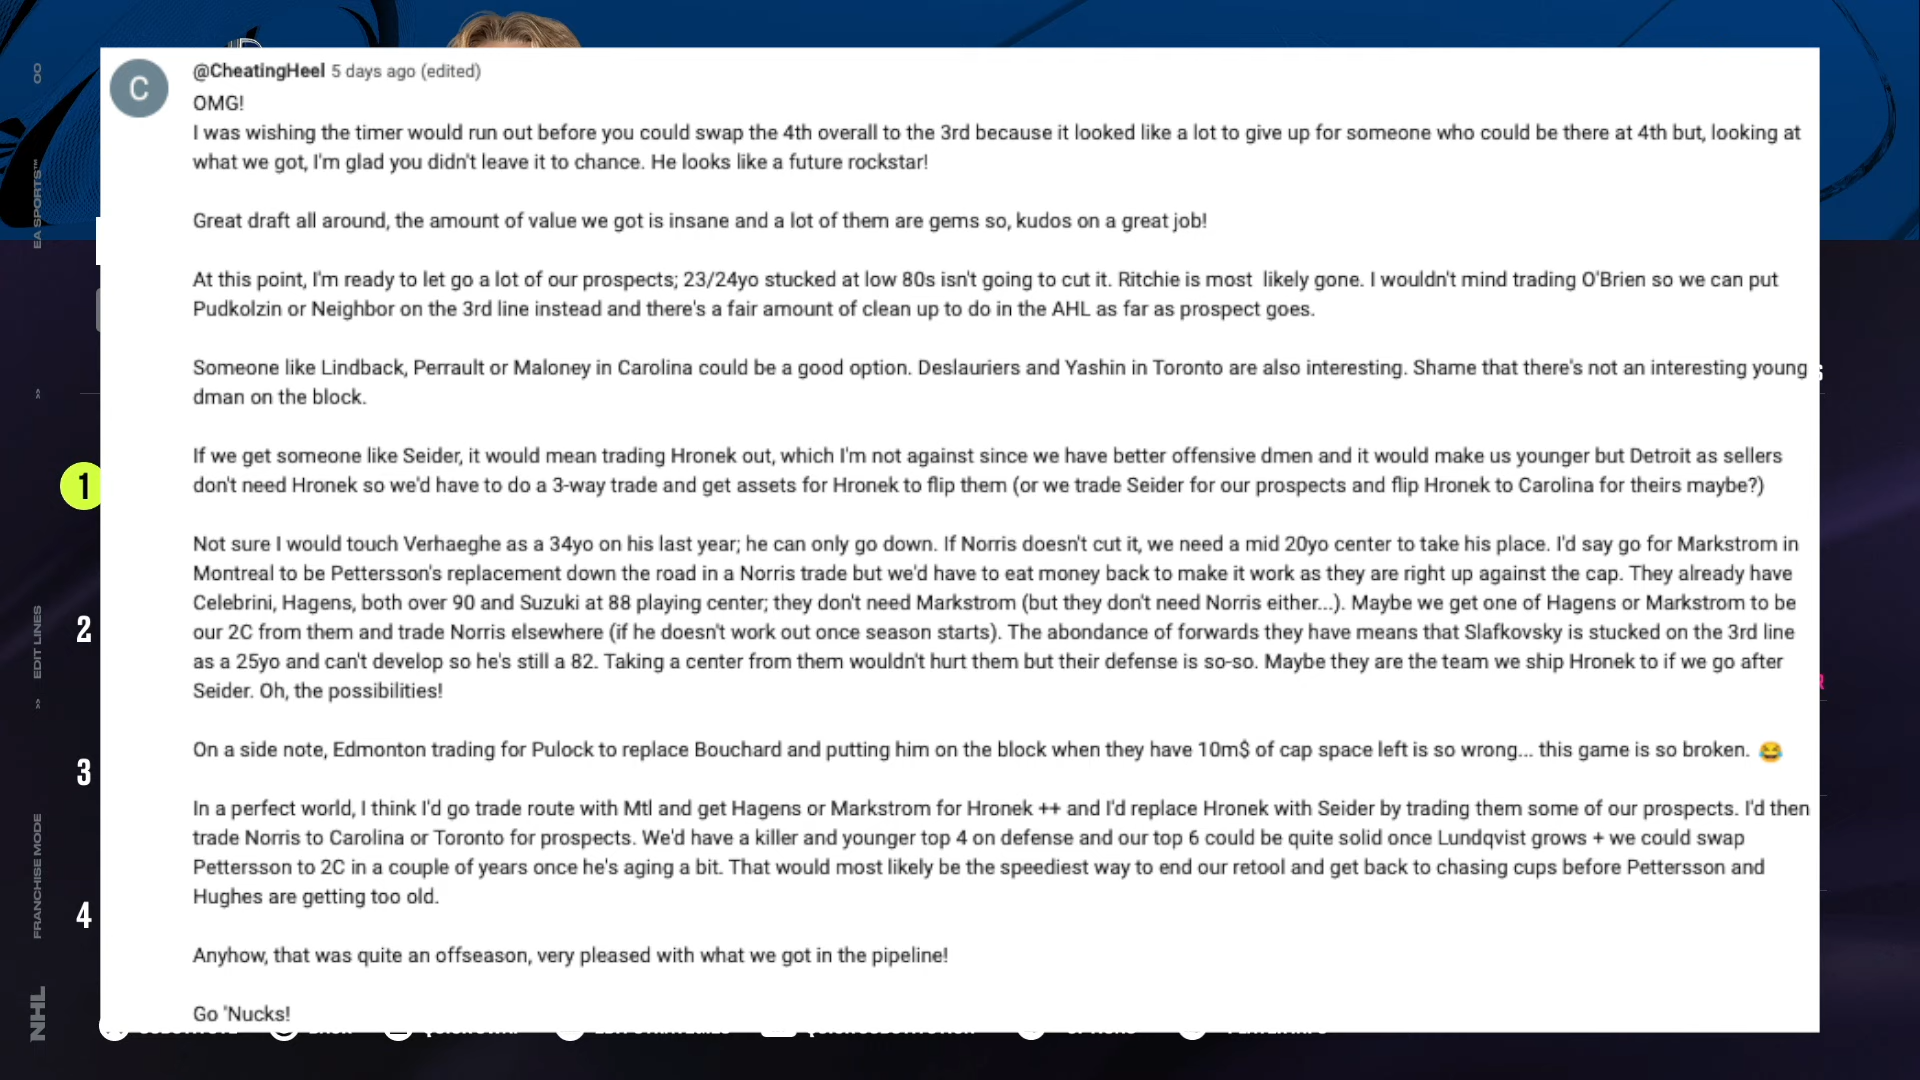 @CheatingHeel 5 days ago (edited)
C
OMG!
I was wishing the timer would run out before you could swap the 4th overall to the 3rd because it looked like a lot to give up for someone who could be there at 4th but, looking at
what we got, I'm glad you didn't leave it to chance. He looks like a future rockstar!
Great draft all around, the amount of value we got is insane and a lot of them are gems so, kudos on a great job!
At this point, I'm ready to let go a lot of our prospects; 23/24yo stucked at low 80s isn't going to cut it. Ritchie is most likely gone. I wouldn't mind trading O'Brien so we can put
Pudkolzin or Neighbor on the 3rd line instead and there's a fair amount of clean up to do in the AHL as far as prospect goes.
Someone like Lindback, Perrault or Maloney in Carolina could be a good option. Deslauriers and Yashin in Toronto are also interesting. Shame that there's not an interesting young
dman on the block.
If we get someone like Seider, it would mean trading Hronek out, which I'm not against since we have better offensive dmen and it would make us younger but Detroit as sellers
don't need Hronek so we'd have to do a 3-way trade and get assets for Hronek to flip them (or we trade Seider for our prospects and flip Hronek to Carolina for theirs maybe?)
Not sure I would touch Verhaeghe as a 34yo on his last year; he can only go down. If Norris doesn't cut it, we need a mid 20yo center to take his place. I'd say go for Markstrom in
Montreal to be Pettersson's replacement down the road in a Norris trade but we'd have to eat money back to make it work as they are right up against the cap. They already have
Celebrini, Hagens, both over 90 and Suzuki at 88 playing center; they don't need Markstrom (but they don't need Norris either...). Maybe we get one of Hagens or Markstrom to be
our 2C from them and trade Norris elsewhere (if he doesn't work out once season starts). The abondance of forwards they have means that Slafkovsky is stucked on the 3rd line
as a 25yo and can't develop so he's still a 82. Taking a center from them wouldn't hurt them but their defense is so-so. Maybe they are the team we ship Hronek to if we go after
Seider. Oh, the possibilities!
On a side note, Edmonton trading for Pulock to replace Bouchard and putting him on the block when they have 10m$ of cap space left is so wrong... this game is so broken. 😂
In a perfect world, I think I'd go trade route with Mtl and get Hagens or Markstrom for Hronek ++ and I'd replace Hronek with Seider by trading them some of our prospects. I'd then
trade Norris to Carolina or Toronto for prospects. We'd have a killer and younger top 4 on defense and our top 6 could be quite solid once Lundqvist grows + we could swap
Pettersson to 2C in a couple of years once he's aging a bit. That would most likely be the speediest way to end our retool and get back to chasing cups before Pettersson and
Hughes are getting too old.
Anyhow, that was quite an offseason, very pleased with what we got in the pipeline!
Go 'Nucks!
1
2
3
4
EA SPORTS™
EDIT LINES
FRANCHISE MODE
NHL